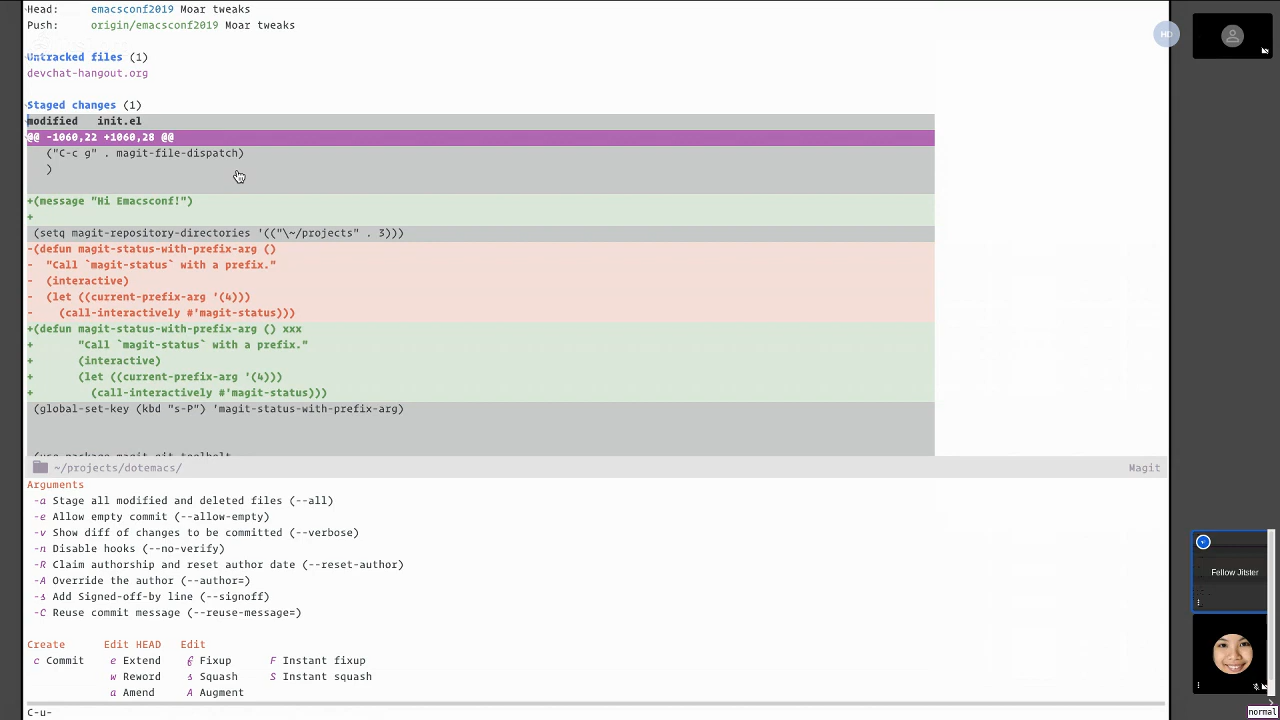 Head:     emacsconf2019 Moar tweaks
Push:     origin/emacsconf2019 Moar tweaks
Untracked files (1)
devchat-hangout.org
Staged changes (1)
modified   init.el
@@ -1060,22 +1060,28 @@
   ("C-c g" . magit-file-dispatch)
   )
+(message "Hi Emacsconf!")
+
 (setq magit-repository-directories '(("\~/projects" . 3)))
-(defun magit-status-with-prefix-arg ()
-  "Call `magit-status` with a prefix."
-  (interactive)
-  (let ((current-prefix-arg '(4)))
-    (call-interactively #'magit-status)))
+(defun magit-status-with-prefix-arg () xxx
+       "Call `magit-status` with a prefix."
+       (interactive)
+       (let ((current-prefix-arg '(4)))
+         (call-interactively #'magit-status)))
 (global-set-key (kbd "s-P") 'magit-status-with-prefix-arg)
~/projects/dotemacs/ Magit
Arguments
 -a Stage all modified and deleted files (--all)
 -e Allow empty commit (--allow-empty)
 -v Show diff of changes to be committed (--verbose)
 -n Disable hooks (--no-verify)
 -R Claim authorship and reset author date (--reset-author)
 -A Override the author (--author=)
 -s Add Signed-off-by line (--signoff)
 -C Reuse commit message (--reuse-message=)
Create      Edit HEAD   Edit
 c Commit    e Extend    f Fixup      F Instant fixup
             w Reword    s Squash     S Instant squash
             a Amend     A Augment
C-u-
HD
Fellow Jitster
normal